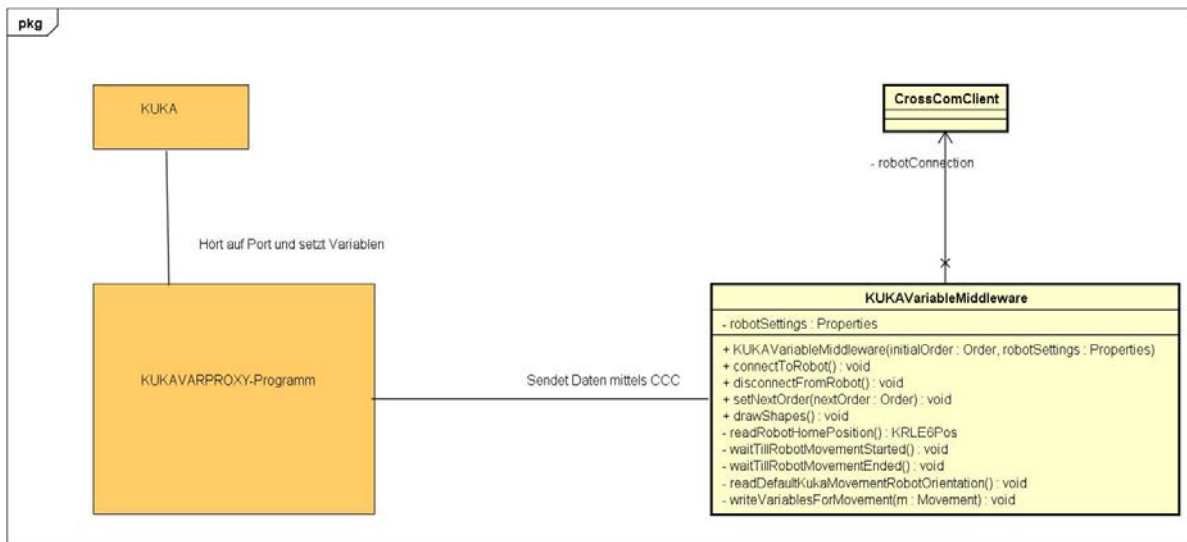 pkg
KUKA
CrossComClient
- robotConnection
Hört auf Port und setzt Variablen
KUKAVariableMiddleware
- robotSettings : Properties
+ KUKAVariableMiddleware(initialOrder : Order, robotSettings : Properties)
+ connectToRobot() : void
+ disconnectFromRobot() : void
+ setNextOrder(nextOrder : Order) : void
+ drawShapes() : void
- readRobotHomePosition() : KRLE6Pos
- waitTillRobotMovementStarted() : void
- waitTillRobotMovementEnded() : void
- readDefaultKukaMovementRobotOrientation() : void
- writeVariablesForMovement(m : Movement) : void
KUKAVARPROXY-Programm
Sendet Daten mittels CCC